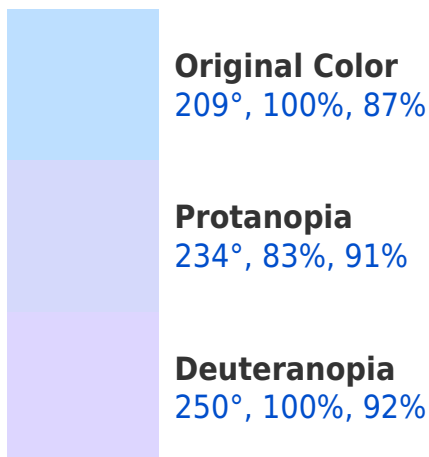 Original Color
209°, 100%, 87%
Protanopia
234°, 83%, 91%
Deuteranopia
250°, 100%, 92%